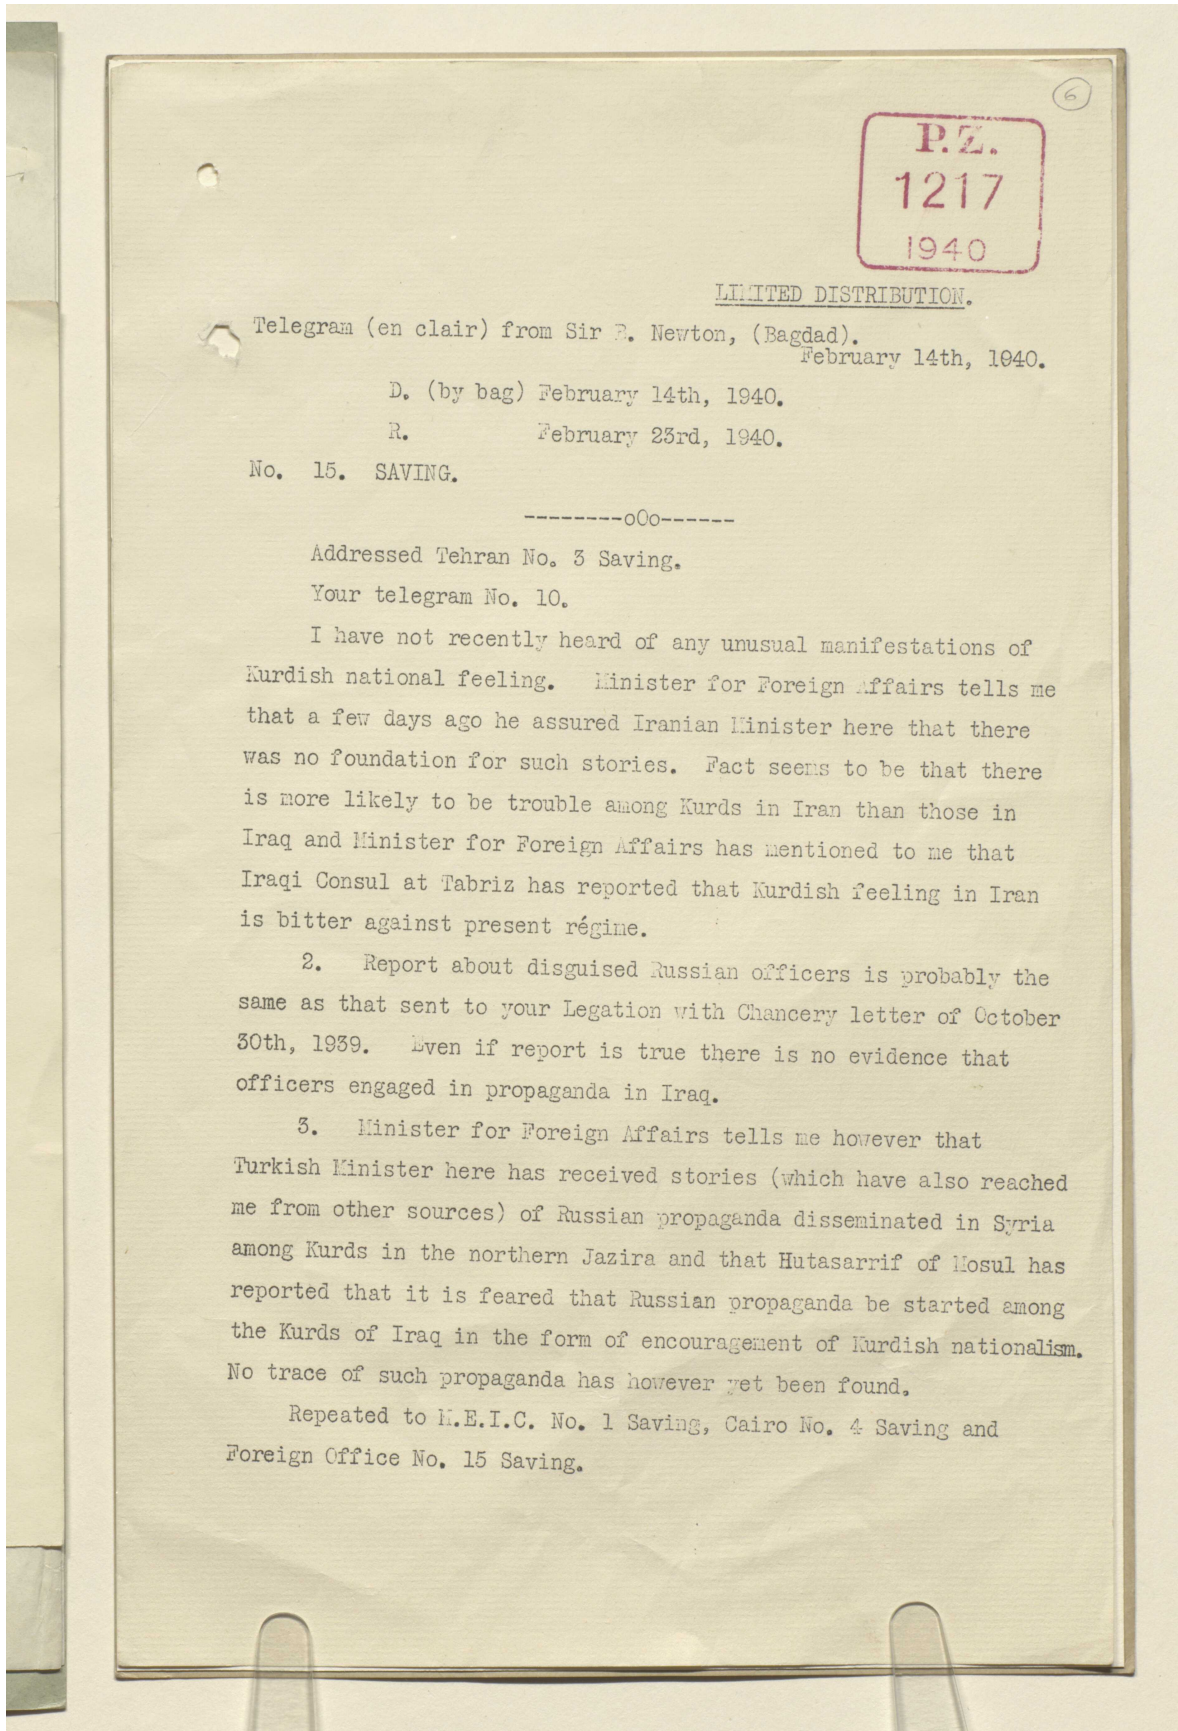 6
P.Z.
1217
1940
LIMITED DISTRIBUTION.
Telegram (en clair) from Sir B. Newton, (Bagdad).
February 14th, 1940.
D. (by bag) February 14th, 1940.
R. February 23rd, 1940.
No. 15. SAVING.
--------oOo------
Addressed Tehran No. 3 Saving.
Your telegram No. 10.
I have not recently heard of any unusual manifestations of
Kurdish national feeling. Minister for Foreign Affairs tells me
that a few days ago he assured Iranian Minister here that there
was no foundation for such stories. Fact seems to be that there
is more likely to be trouble among Kurds in Iran than those in
Iraq and Minister for Foreign Affairs has mentioned to me that
Iraqi Consul at Tabriz has reported that Kurdish feeling in Iran
is bitter against present régime.
2. Report about disguised Russian officers is probably the
same as that sent to your Legation with Chancery letter of October
30th, 1939. Even if report is true there is no evidence that
officers engaged in propaganda in Iraq.
3. Minister for Foreign Affairs tells me however that
Turkish Minister here has received stories (which have also reached
me from other sources) of Russian propaganda disseminated in Syria
among Kurds in the northern Jazira and that Mutasarrif of Mosul has
reported that it is feared that Russian propaganda be started among
the Kurds of Iraq in the form of encouragement of Kurdish nationalism.
No trace of such propaganda has however yet been found.
Repeated to M.E.I.C. No. 1 Saving, Cairo No. 4 Saving and
Foreign Office No. 15 Saving.